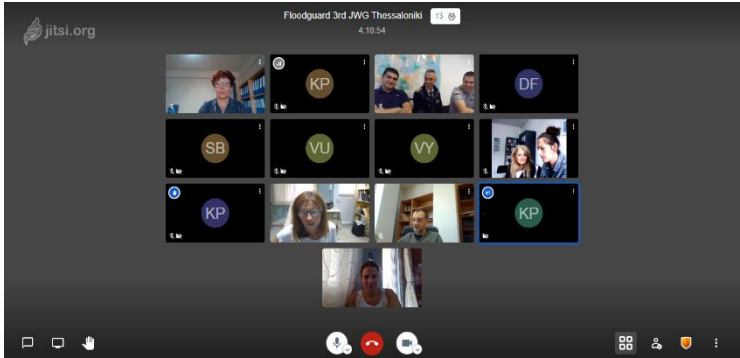 jitsi.org
Floodguard 3rd JWG Thessaloniki
13
4:18:54
KP
DF
SB
VU
VY
KP
KP